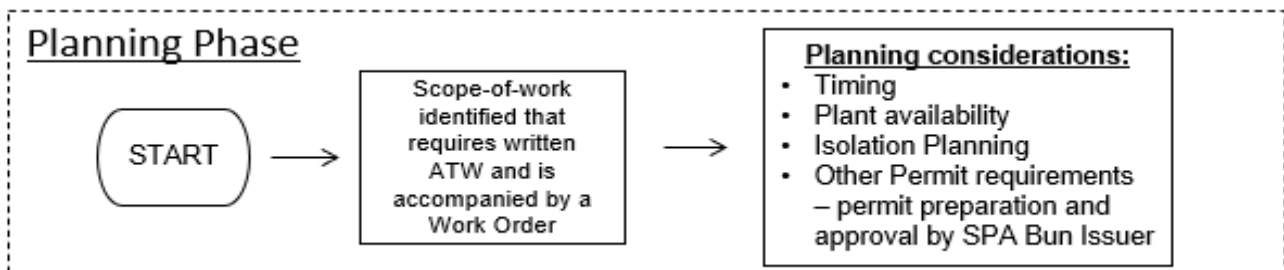 Planning Phase
START
Scope-of-work
identified that
requires written
ATW and is
accompanied by a
Work Order
Planning considerations:
• Timing
• Plant availability
• Isolation Planning
• Other Permit requirements
– permit preparation and
approval by SPA Bun Issuer